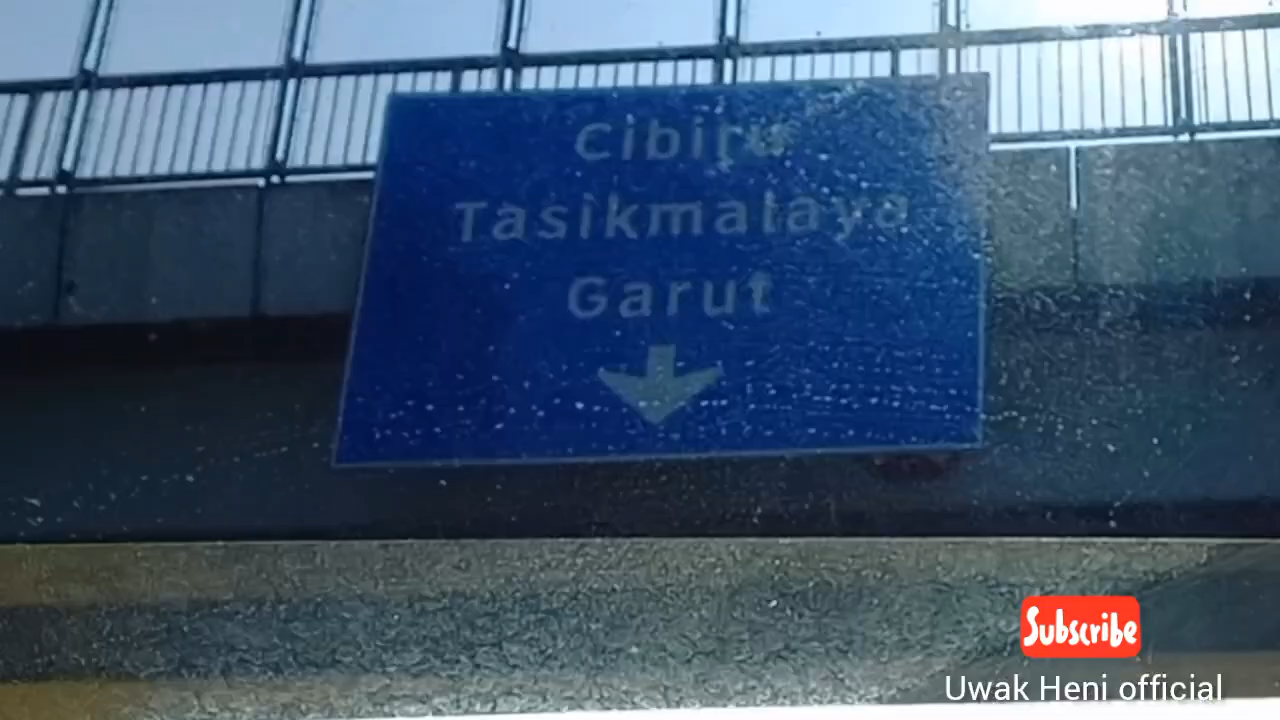 Cibiru
Tasikmalaya
Garut
Subscribe
Uwak Heni official